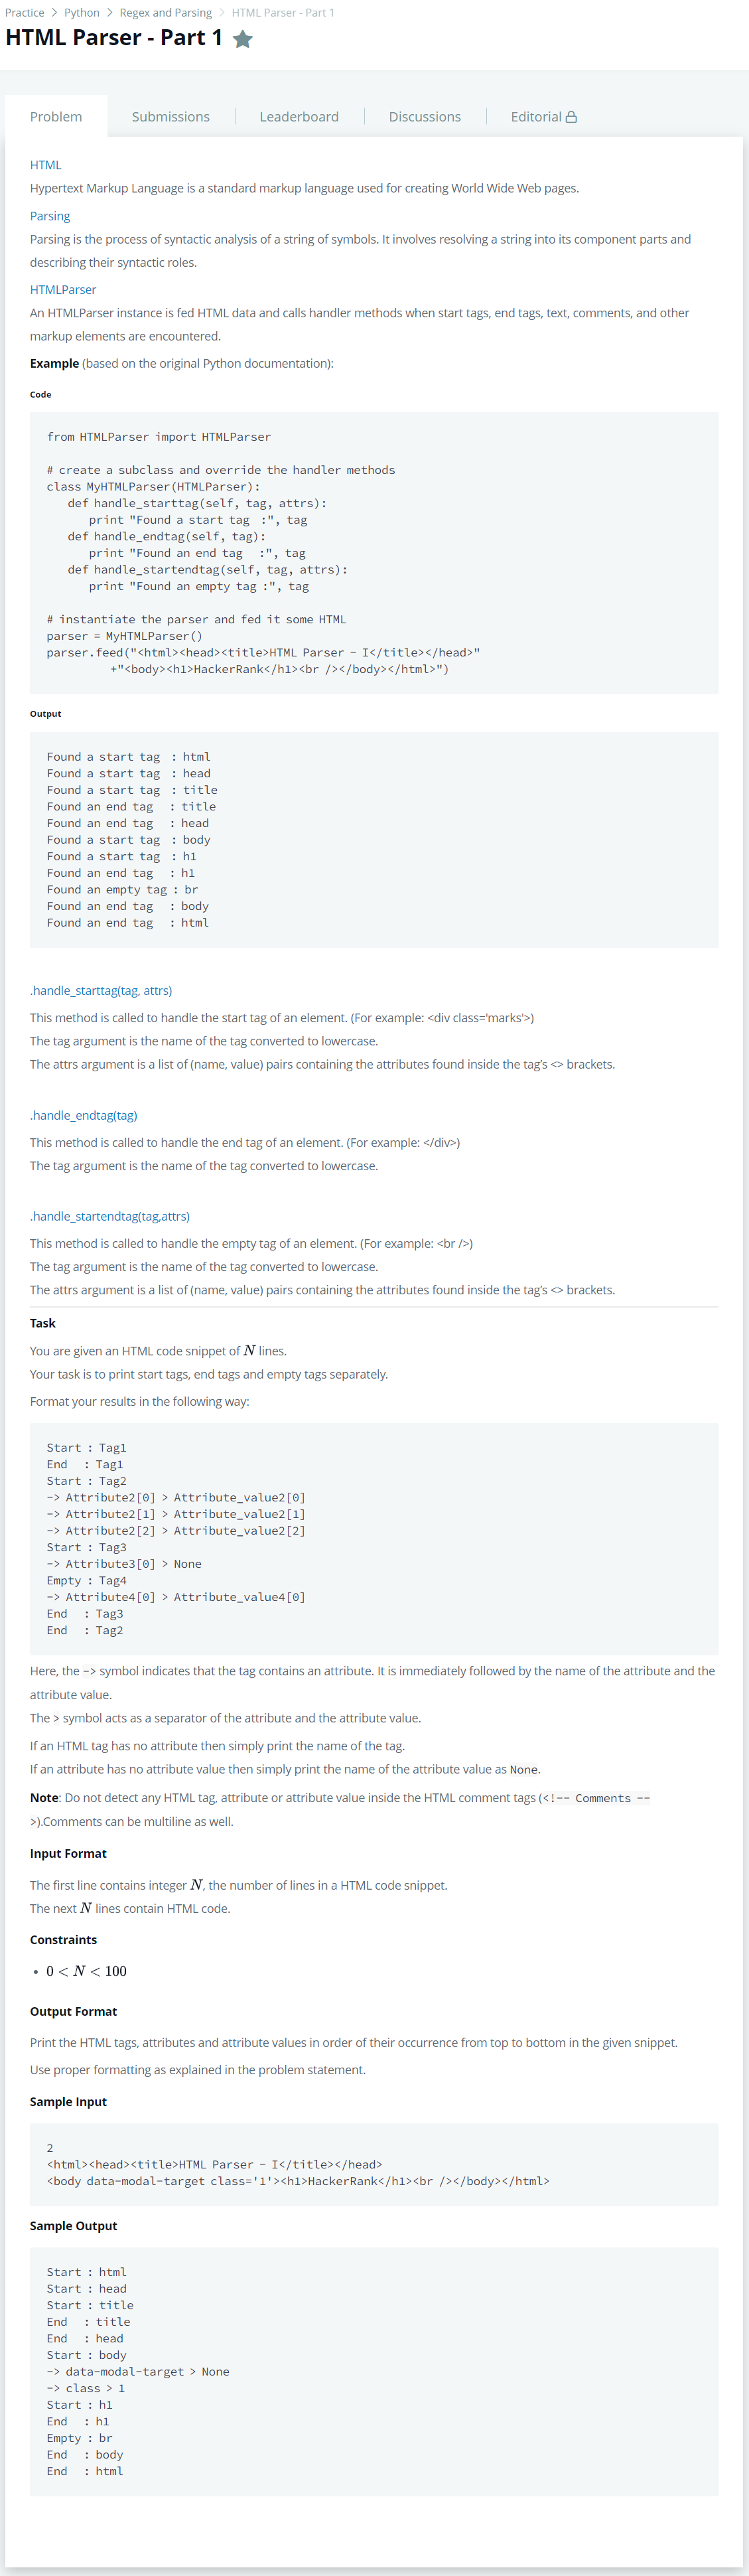 Practice > Python > Regex and Parsing > HTML Parser - Part 1
HTML Parser - Part 1
Problem
Submissions
Leaderboard
Discussions
Editorial
HTML
Hypertext Markup Language is a standard markup language used for creating World Wide Web pages.
Parsing
Parsing is the process of syntactic analysis of a string of symbols. It involves resolving a string into its component parts and
describing their syntactic roles.
HTMLParser
An HTMLParser instance is fed HTML data and calls handler methods when start tags, end tags, text, comments, and other
markup elements are encountered.
Example (based on the original Python documentation):
Code
from HTMLParser import HTMLParser
# create a subclass and override the handler methods
class MyHTMLParser(HTMLParser):
    def handle_starttag(self, tag, attrs):
        print "Found a start tag  :", tag
    def handle_endtag(self, tag):
        print "Found an end tag   :", tag
    def handle_startendtag(self, tag, attrs):
        print "Found an empty tag :", tag
# instantiate the parser and fed it some HTML
parser = MyHTMLParser()
parser.feed("<html><head><title>HTML Parser - I</title></head>"
            +"<body><h1>HackerRank</h1><br /></body></html>")
Output
Found a start tag  : html
Found a start tag  : head
Found a start tag  : title
Found an end tag   : title
Found an end tag   : head
Found a start tag  : body
Found a start tag  : h1
Found an end tag   : h1
Found an empty tag : br
Found an end tag   : body
Found an end tag   : html
.handle_starttag(tag, attrs)
This method is called to handle the start tag of an element. (For example: <div class='marks'>)
The tag argument is the name of the tag converted to lowercase.
The attrs argument is a list of (name, value) pairs containing the attributes found inside the tag’s <> brackets.
.handle_endtag(tag)
This method is called to handle the end tag of an element. (For example: </div>)
The tag argument is the name of the tag converted to lowercase.
.handle_startendtag(tag,attrs)
This method is called to handle the empty tag of an element. (For example: <br />)
The tag argument is the name of the tag converted to lowercase.
The attrs argument is a list of (name, value) pairs containing the attributes found inside the tag’s <> brackets.
Task
You are given an HTML code snippet of N lines.
Your task is to print start tags, end tags and empty tags separately.
Format your results in the following way:
Start : Tag1
End   : Tag1
Start : Tag2
-> Attribute2[0] > Attribute_value2[0]
-> Attribute2[1] > Attribute_value2[1]
-> Attribute2[2] > Attribute_value2[2]
Start : Tag3
-> Attribute3[0] > None
Empty : Tag4
-> Attribute4[0] > Attribute_value4[0]
End   : Tag3
End   : Tag2
Here, the -> symbol indicates that the tag contains an attribute. It is immediately followed by the name of the attribute and the
attribute value.
The > symbol acts as a separator of the attribute and the attribute value.
If an HTML tag has no attribute then simply print the name of the tag.
If an attribute has no attribute value then simply print the name of the attribute value as None.
Note: Do not detect any HTML tag, attribute or attribute value inside the HTML comment tags (<!-- Comments --
>).Comments can be multiline as well.
Input Format
The first line contains integer N, the number of lines in a HTML code snippet.
The next N lines contain HTML code.
Constraints
• 0 < N < 100
Output Format
Print the HTML tags, attributes and attribute values in order of their occurrence from top to bottom in the given snippet.
Use proper formatting as explained in the problem statement.
Sample Input
2
<html><head><title>HTML Parser - I</title></head>
<body data-modal-target class='1'><h1>HackerRank</h1><br /></body></html>
Sample Output
Start : html
Start : head
Start : title
End   : title
End   : head
Start : body
-> data-modal-target > None
-> class > 1
Start : h1
End   : h1
Empty : br
End   : body
End   : html